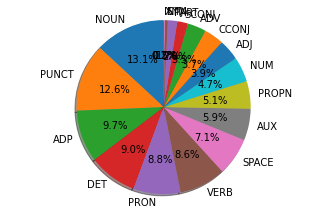 SCONJ
ADV
CCONJ
ADJ
NUM
PROPN
AUX
SPACE
VERB
PRON
DET
ADP
PUNCT
NOUN
13.1%
12.6%
9.7%
9.0%
8.8%
8.6%
7.1%
5.9%
5.1%
4.7%
3.9%
3.7%